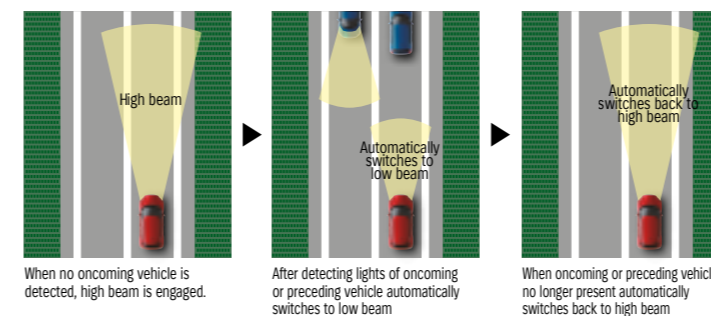 High beam
When no oncoming vehicle is
detected, high beam is engaged.
Automatically
switches to
low beam
After detecting lights of oncoming
or preceding vehicle automatically
switches to low beam
Automatically
switches back to
high beam
When oncoming or preceding
no longer present automatically
switches back to high beam